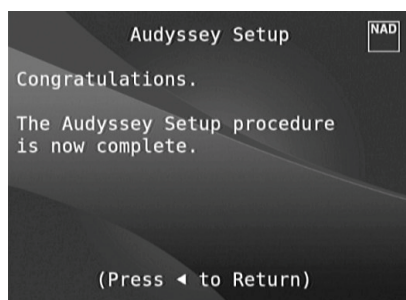 Audyssey Setup
NAD
Congratulations.
The Audyssey Setup procedure
is now complete.
(Press ◄ to Return)